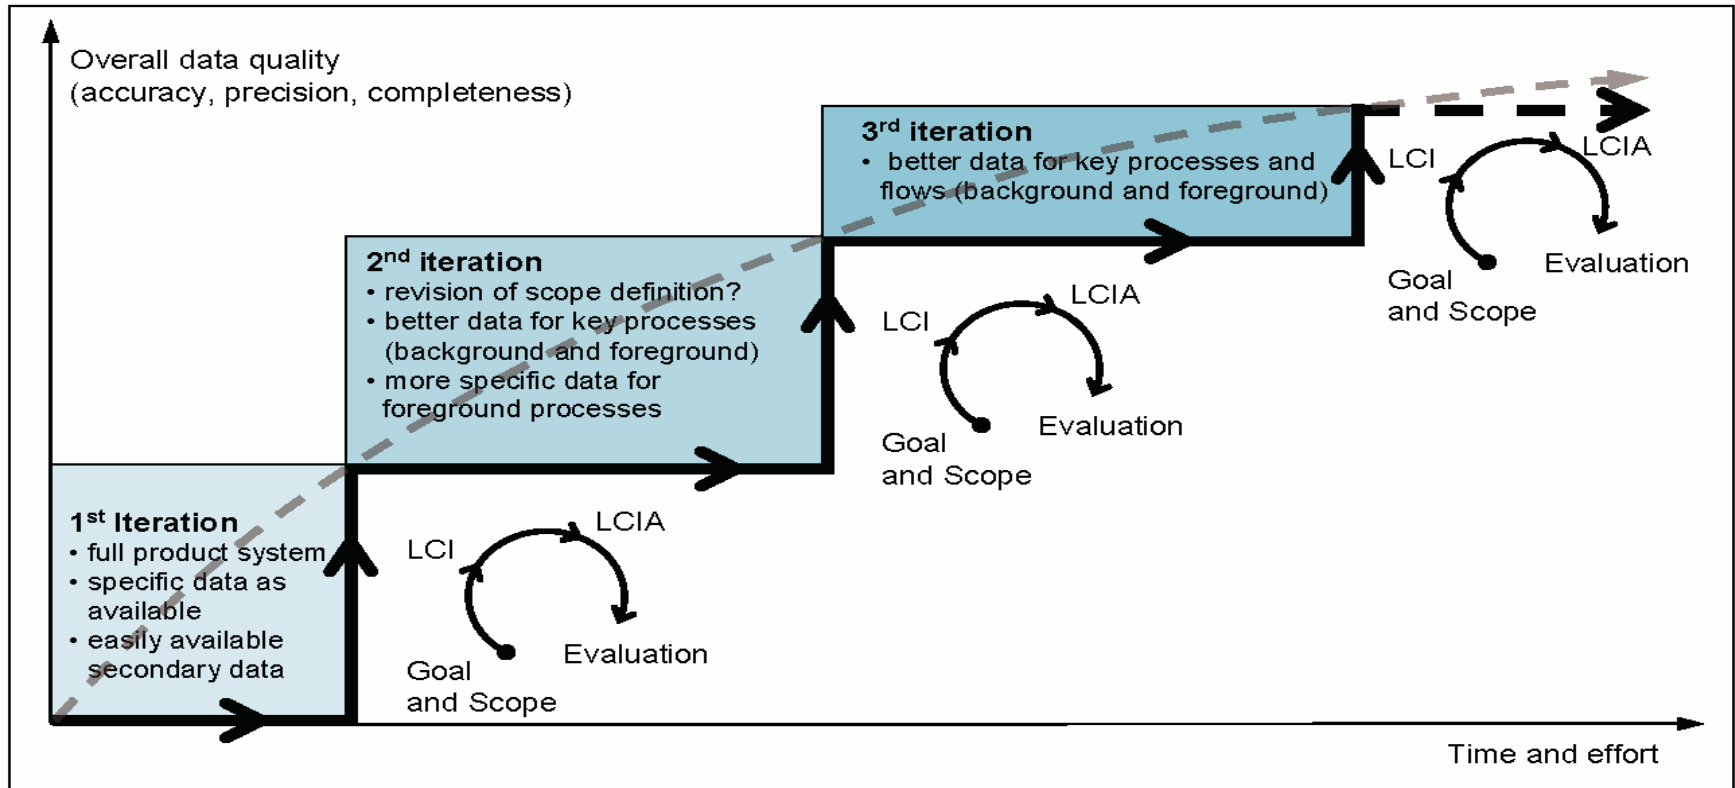 Overall data quality
(accuracy, precision, completeness)
3rd iteration
• better data for key processes and
flows (background and foreground)
LCI
LCIA
Goal
and Scope
Evaluation
2nd iteration
• revision of scope definition?
• better data for key processes
(background and foreground)
• more specific data for
foreground processes
LCI
LCIA
Goal
and Scope
Evaluation
1st Iteration
• full product system
• specific data as
available
• easily available
secondary data
LCI
LCIA
Goal
and Scope
Evaluation
Time and effort